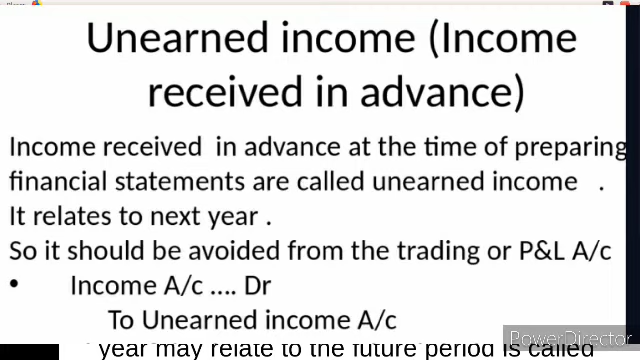 Unearned income (Income
received in advance)
Income received in advance at the time of preparing
financial statements are called unearned income .
It relates to next year .
So it should be avoided from the trading or P&L A/c
• Income A/c .... Dr
To Unearned income A/c
PowerDirector
year may relate to the future period is called